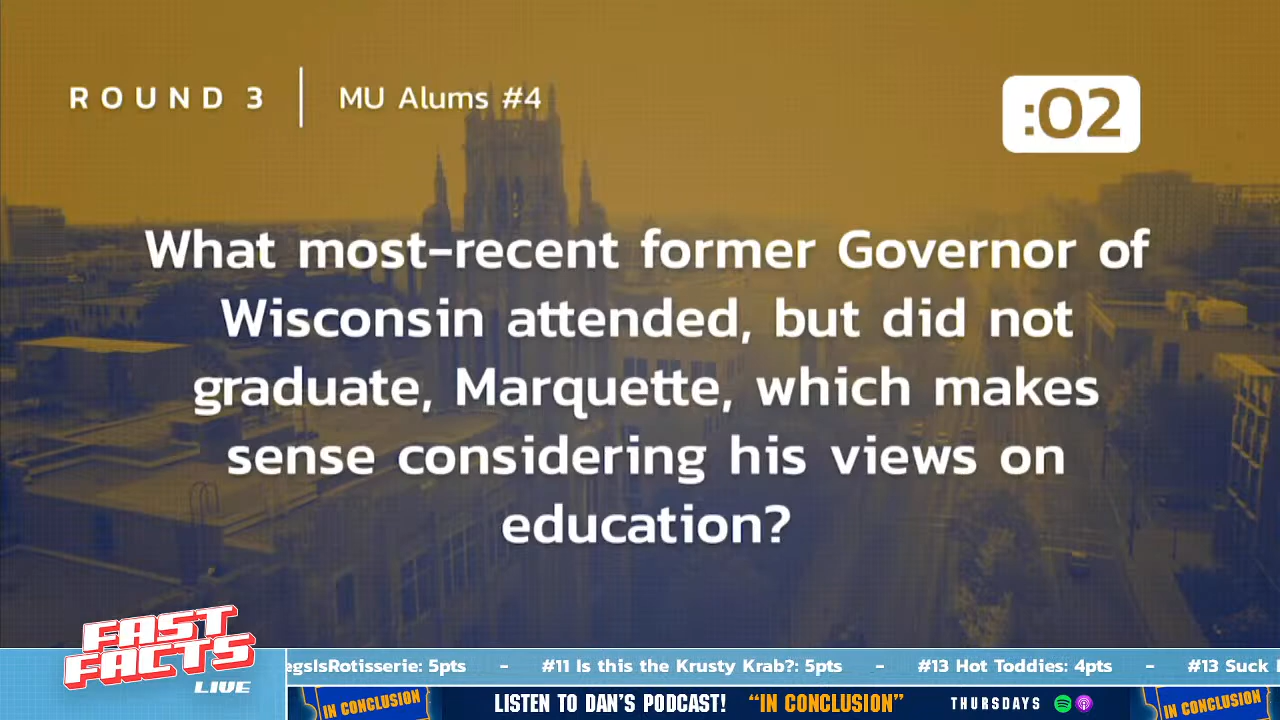 ROUND 3
MU Alums #4
:02
What most-recent former Governor of
Wisconsin attended, but did not
graduate, Marquette, which makes
sense considering his views on
education?
FAST
FACTS
LIVE
egsIsRotisserie: 5pts - #11 Is this the Krusty Krab?: 5pts - #13 Hot Toddies: 4pts - #13 Suck
IN CONCLUSION LISTEN TO DAN'S PODCAST! "IN CONCLUSION" THURSDAYS IN CONCLUSION